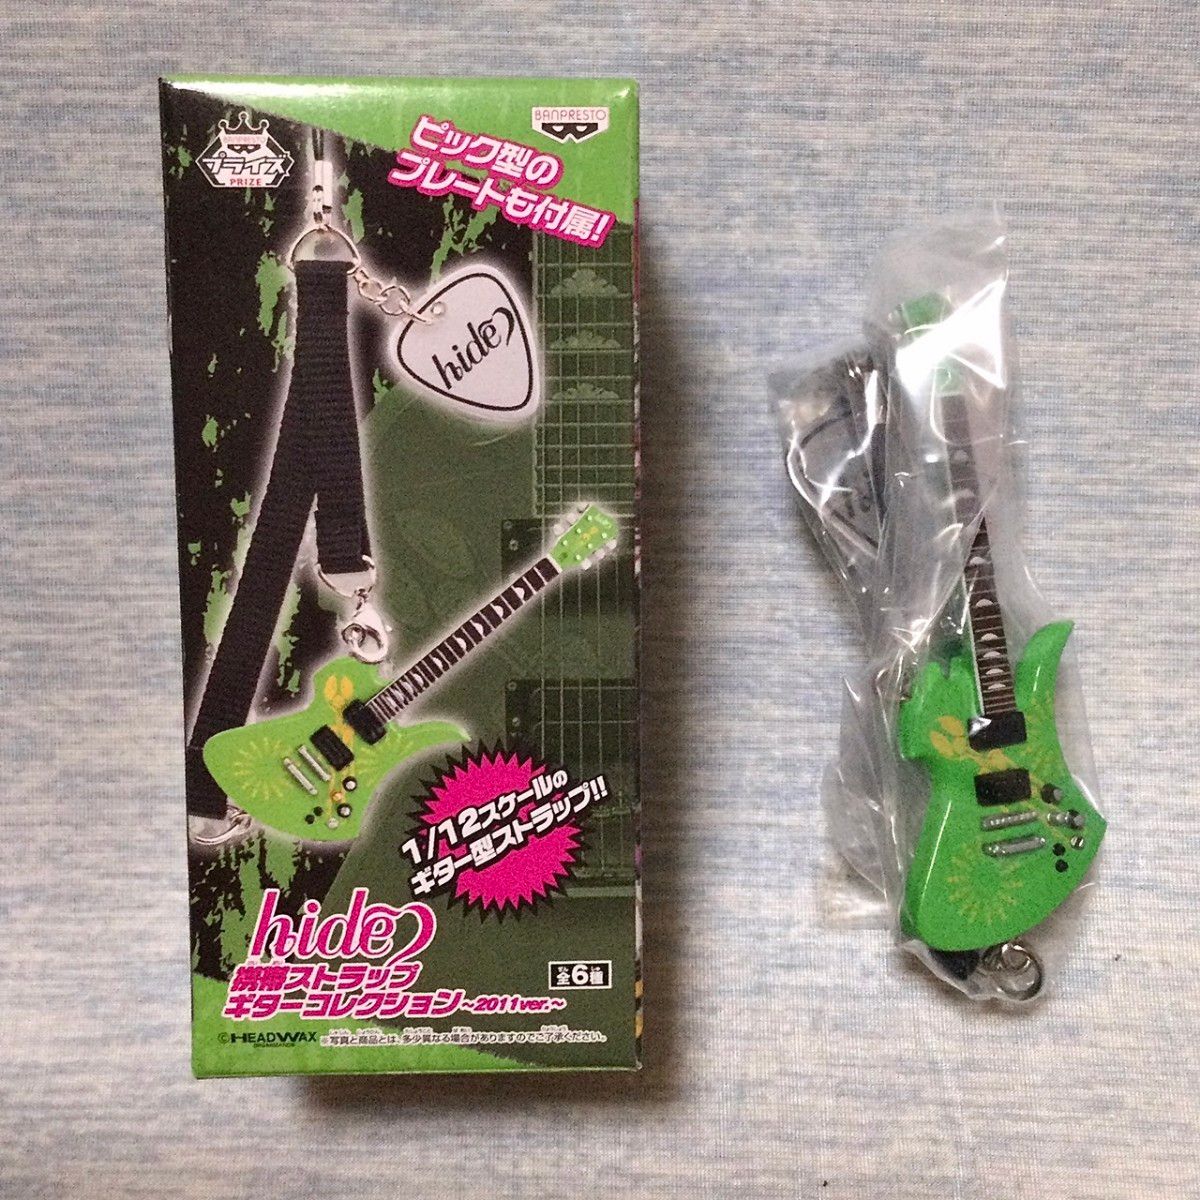 BANPRESTO
プライズ
PRIZE
BANPRESTO
ピック型の
プレートも付属!
hide
1/12スケールの
ギター型ストラップ!!
hide
携帯ストラップ
ギターコレクション~2011ver.~
全6種
©HEADWAX
ORGANIZATION
※写真と商品とは、多少異なる場合がありますのでご了承ください。